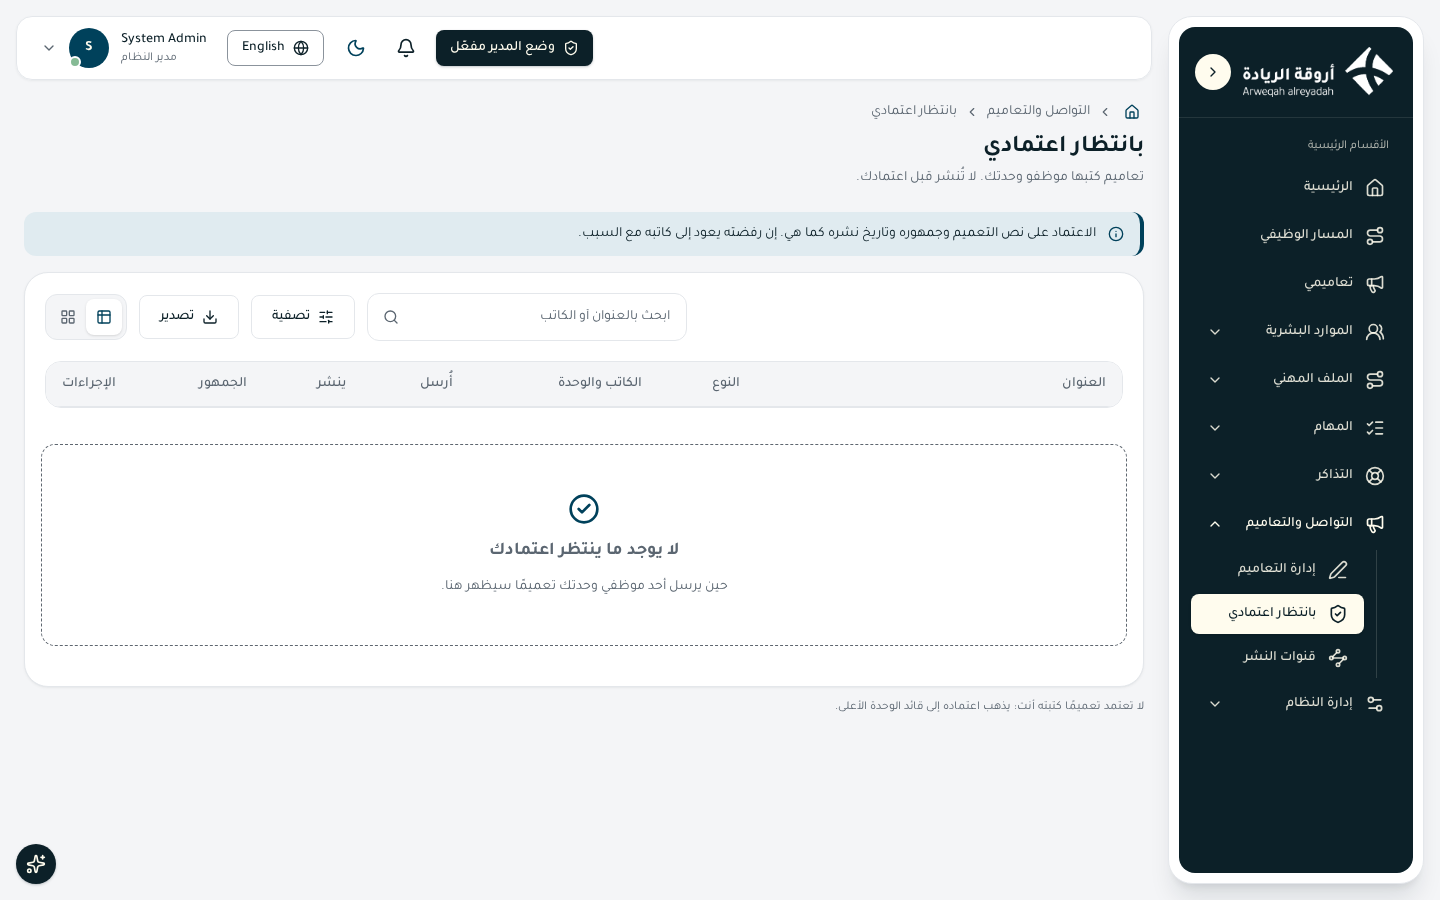 أروقة الريادة
Arweqah alreyadah
الأقسام الرئيسية
الرئيسية
المسار الوظيفي
تعاميمي
الموارد البشرية
الملف المهني
المهام
التذاكر
التواصل والتعاميم
إدارة التعاميم
بانتظار اعتمادي
قنوات النشر
إدارة النظام
وضع المدير مفعّل
English
System Admin
مدير النظام
S
التواصل والتعاميم
بانتظار اعتمادي
بانتظار اعتمادي
تعاميم كتبها موظفو وحدتك. لا تُنشر قبل اعتمادك.
الاعتماد على نص التعميم وجمهوره وتاريخ نشره كما هي. إن رفضته يعود إلى كاتبه مع السبب.
ابحث بالعنوان أو الكاتب
تصفية
تصدير
العنوان النوع الكاتب والوحدة أُرسل ينشر الجمهور الإجراءات
لا يوجد ما ينتظر اعتمادك
حين يرسل أحد موظفي وحدتك تعميمًا سيظهر هنا.
لا تعتمد تعميمًا كتبته أنت: يذهب اعتماده إلى قائد الوحدة الأعلى.